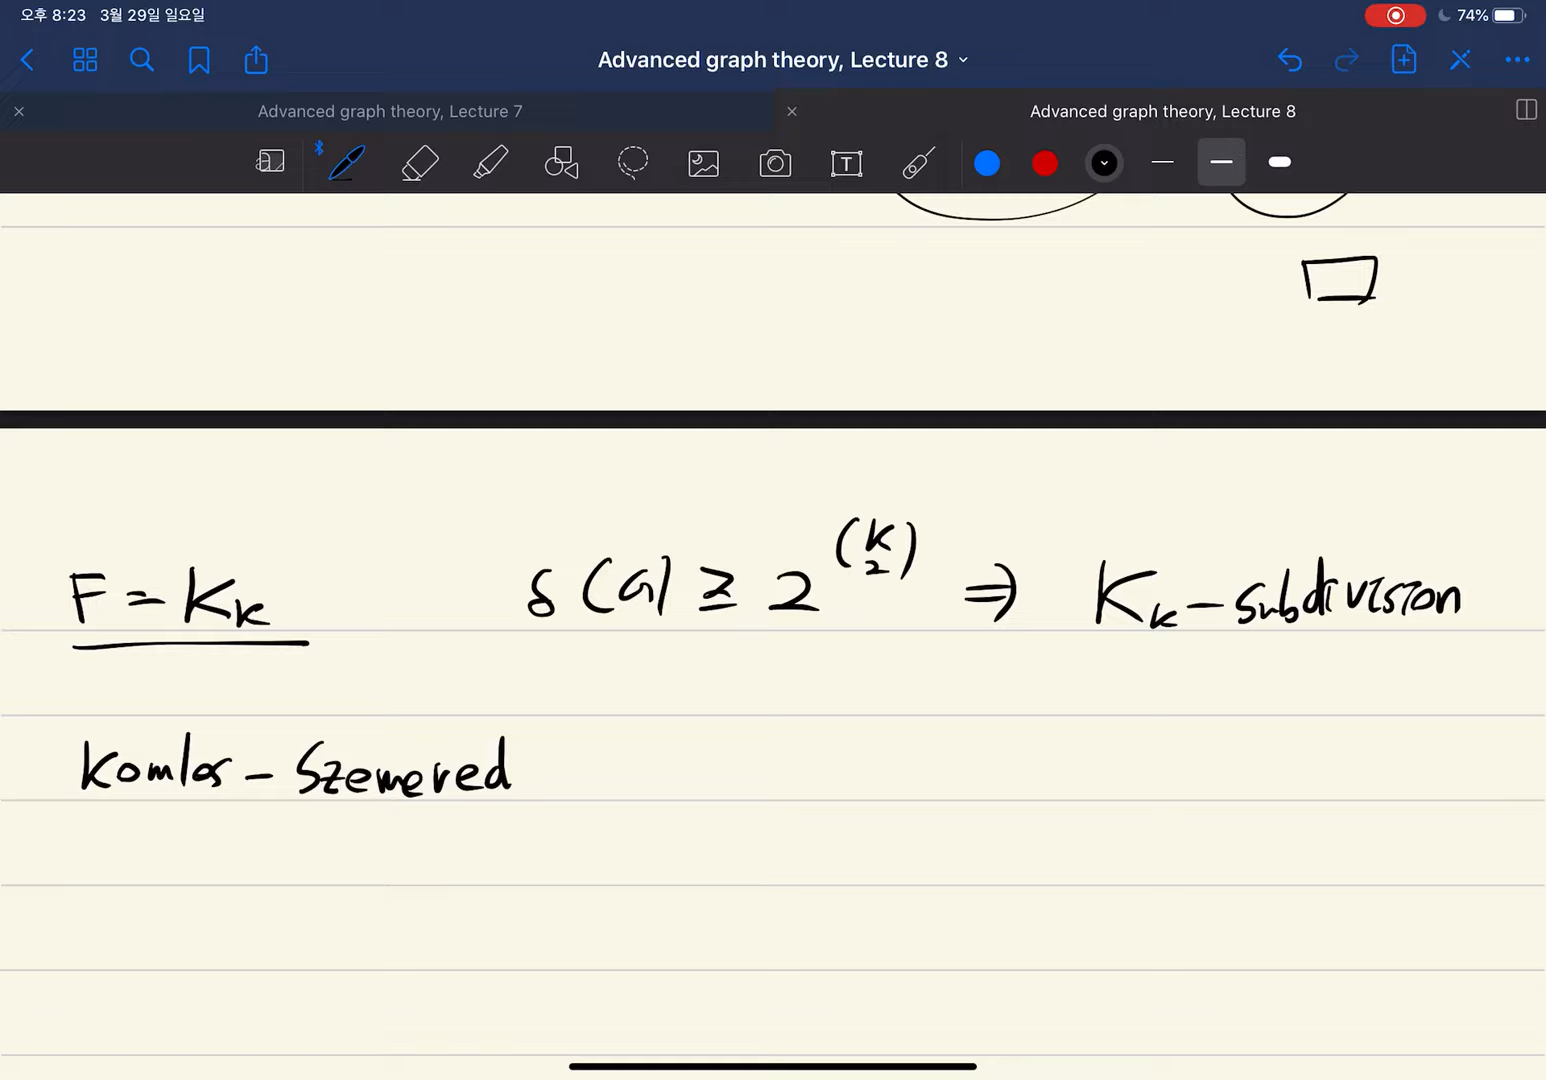 오후 8:23 3월 29일 일요일 74%
Advanced graph theory, Lecture 8
Advanced graph theory, Lecture 7
Advanced graph theory, Lecture 8
F = K_k δ(G) ≥ 2^{\binom{k}{2}} ⇒ K_k - subdivision
Komlos - Szemered